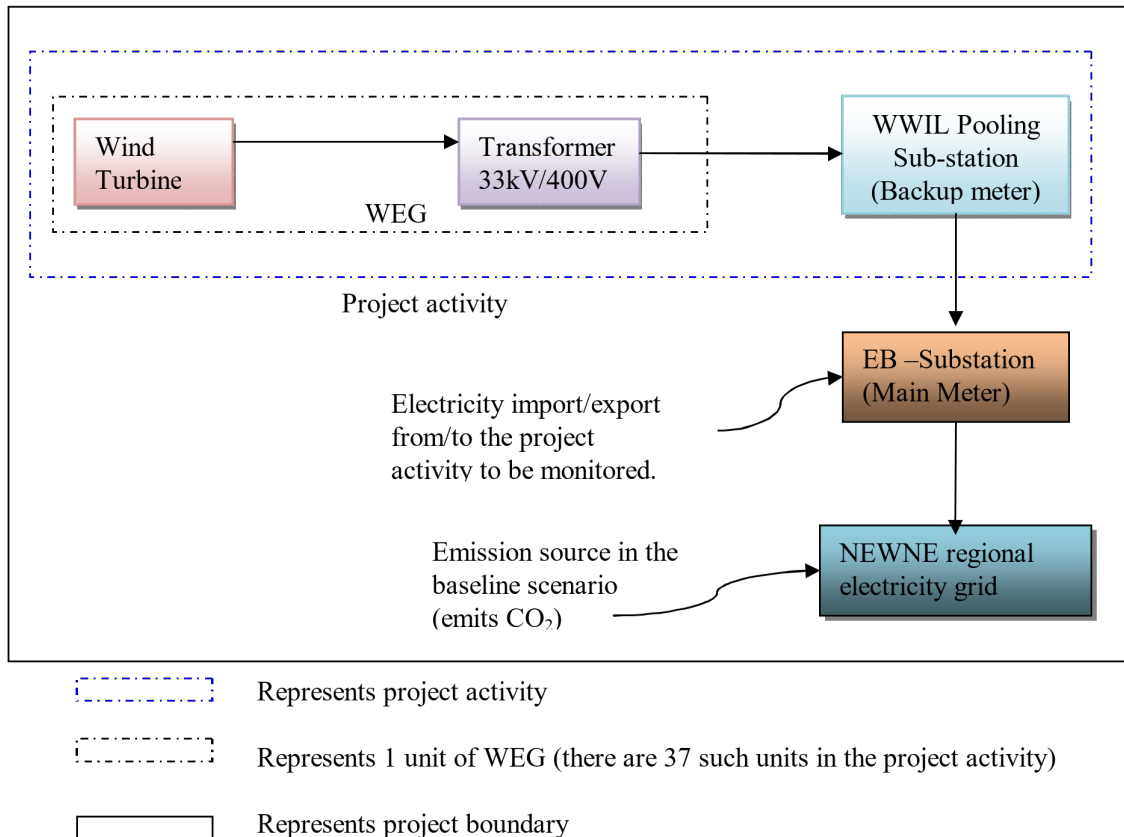 Wind
Turbine
Transformer
33kV/400V
WEG
WWIL Pooling
Sub-station
(Backup meter)
Project activity
EB –Substation
(Main Meter)
Electricity import/export
from/to the project
activity to be monitored.
NEWNE regional
electricity grid
Emission source in the
baseline scenario
(emits CO₂)
Represents project activity
Represents 1 unit of WEG (there are 37 such units in the project activity)
Represents project boundary